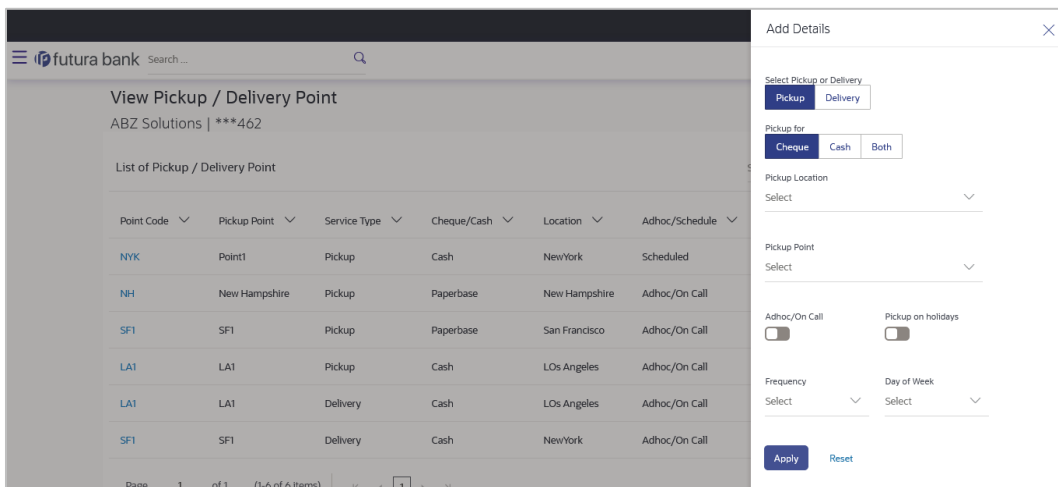 Add Details
futura bank Search ...
View Pickup / Delivery Point
ABZ Solutions | ***462
List of Pickup / Delivery Point
Point Code Pickup Point Service Type Cheque/Cash Location Adhoc/Schedule
NYK Point1 Pickup Cash NewYork Scheduled
NH New Hampshire Pickup Paperbase New Hampshire Adhoc/On Call
SF1 SF1 Pickup Paperbase San Francisco Adhoc/On Call
LA1 LA1 Pickup Cash LOs Angeles Adhoc/On Call
LA1 LA1 Delivery Cash LOs Angeles Adhoc/On Call
SF1 SF1 Delivery Cash NewYork Adhoc/On Call
Page 1 of 1 (1-6 of 6 items) 1
Select Pickup or Delivery
Pickup Delivery
Pickup for
Cheque Cash Both
Pickup Location
Select
Pickup Point
Select
Adhoc/On Call Pickup on holidays
Frequency Day of Week
Select Select
Apply Reset